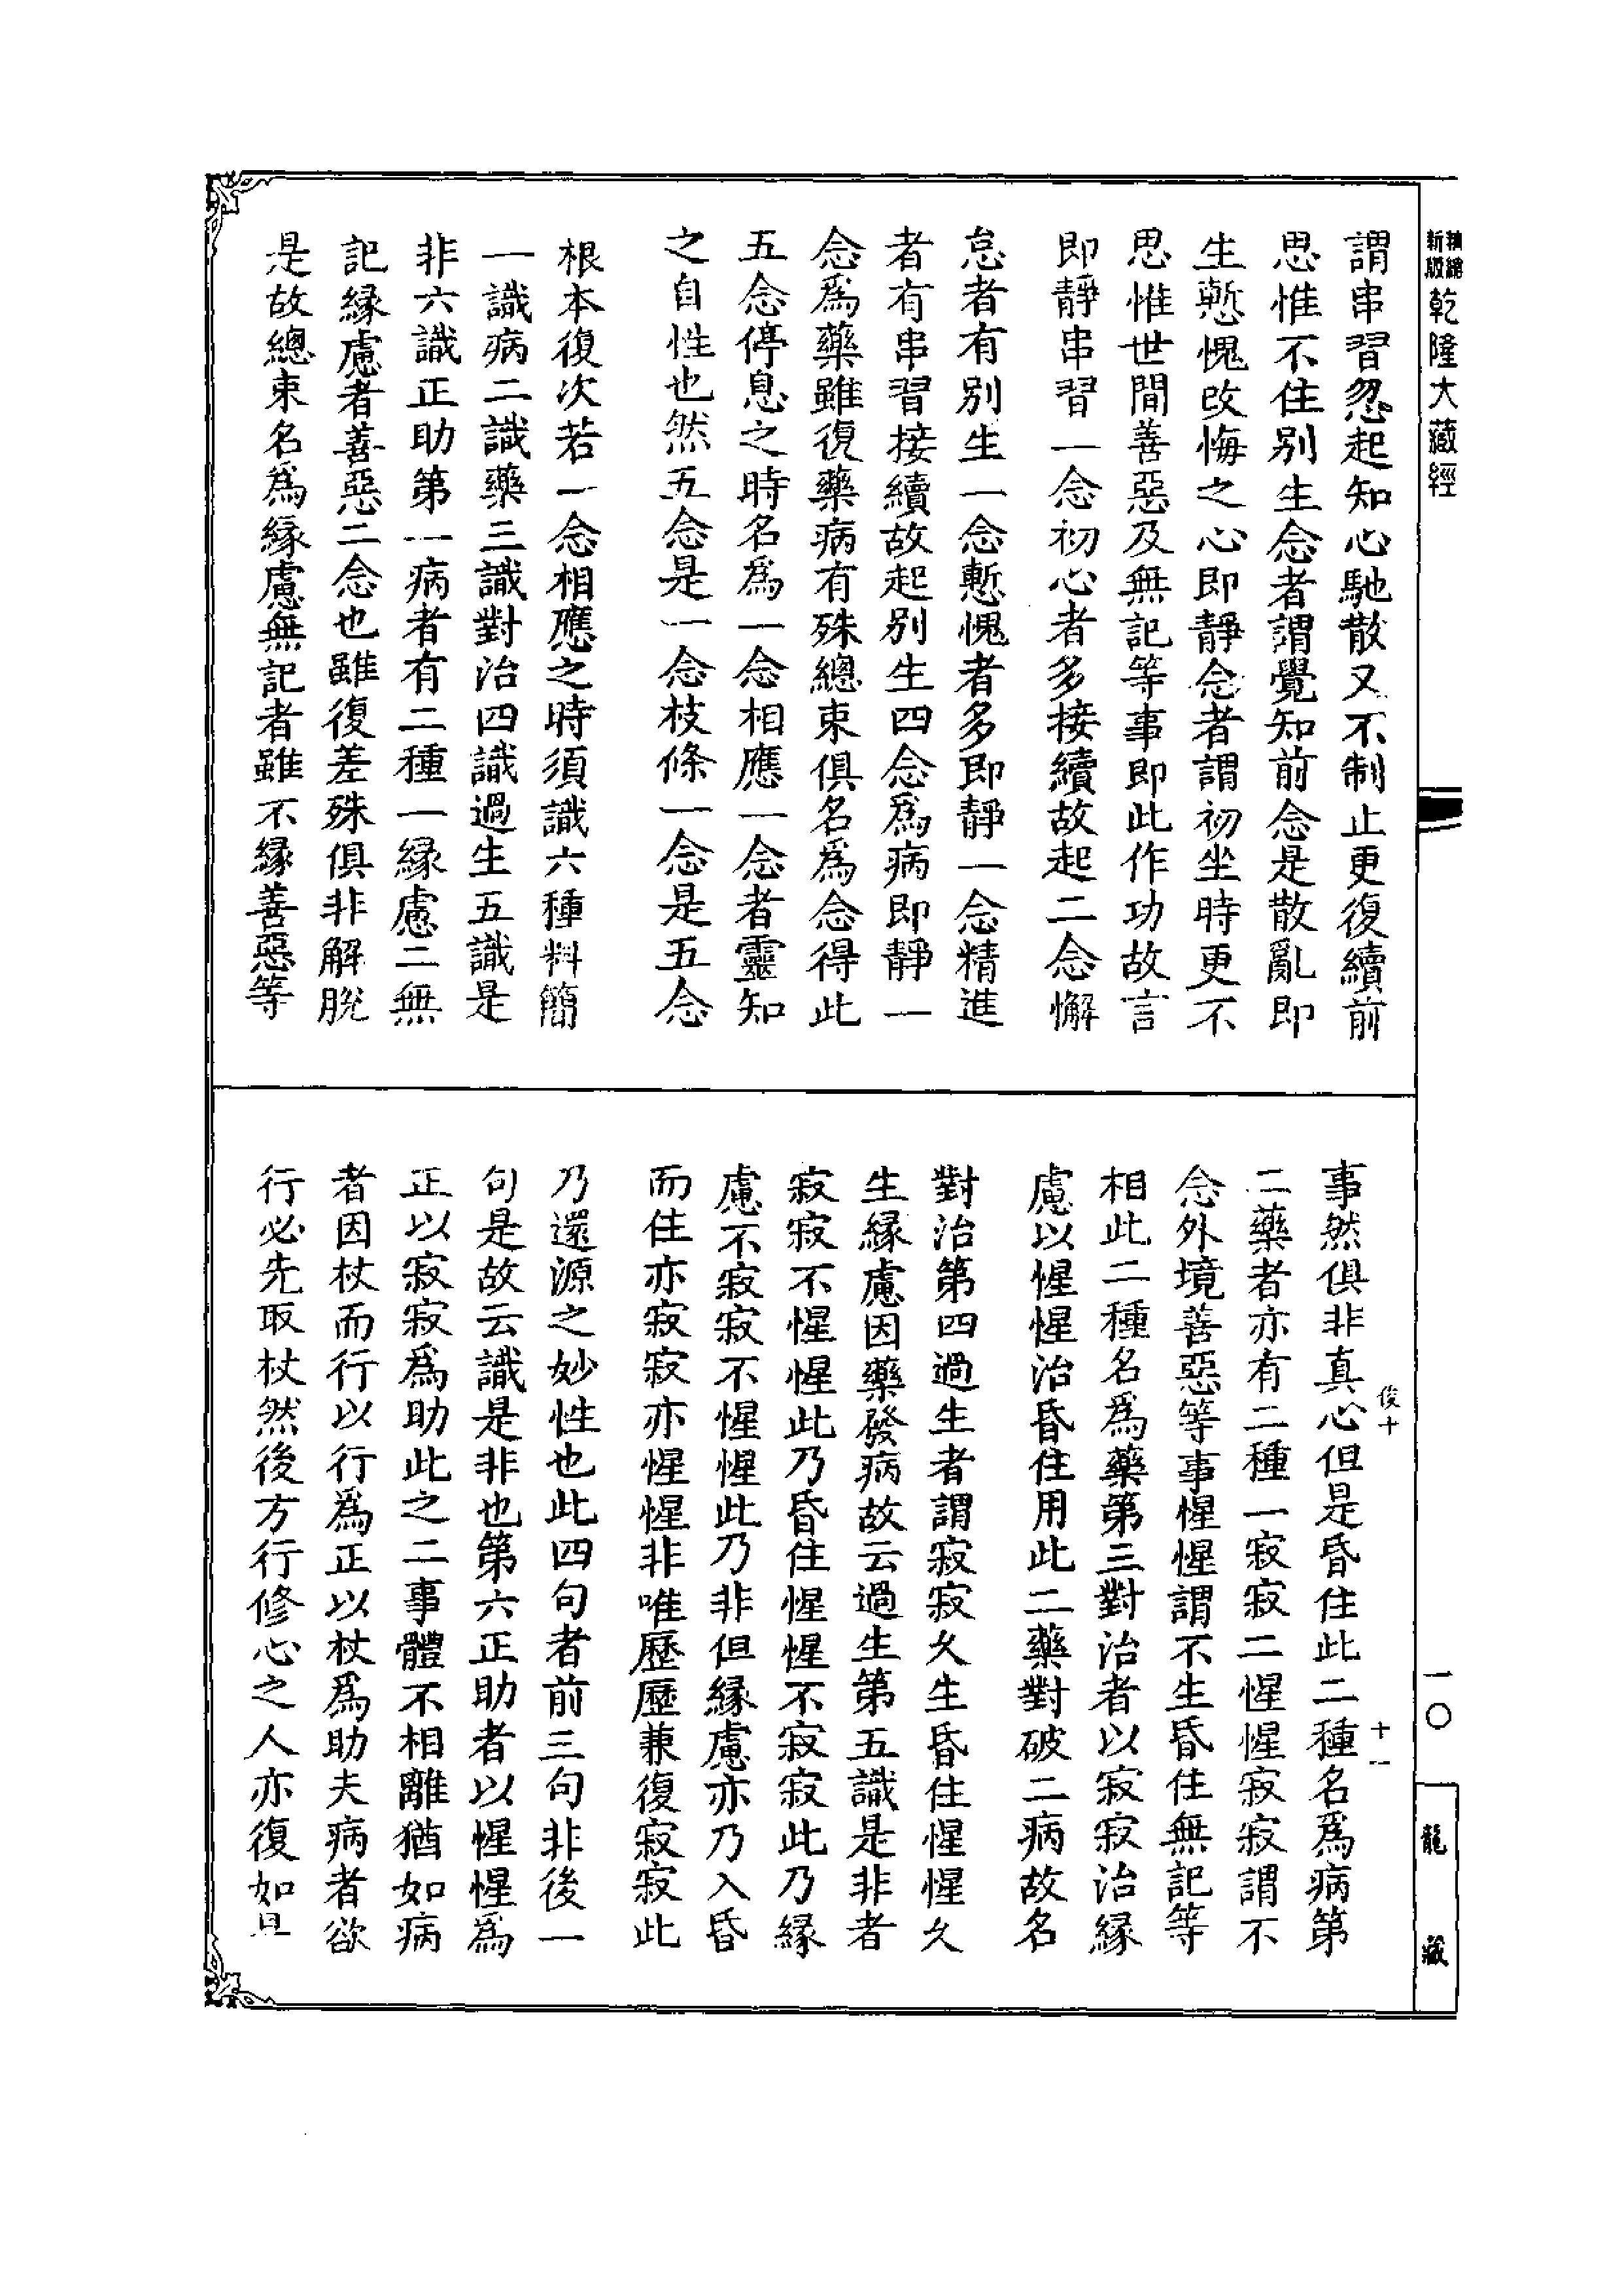 精繪
新版
乾隆大藏經
謂串習忽起知心馳散又不制止更復續前
思惟不住别生念者謂覺知前念是散亂即
生慙愧改悔之心即靜念者謂初坐時更不
思惟世間善惡及無記等事即此作功故言
即靜串習一念初心者多接續故起二念懈
怠者有别生一念慙愧者多即靜一念精進
者有串習接續故起别生四念爲病即靜一
念爲藥雖復藥病有殊總束俱名爲念得此
五念停息之時名爲一念相應一念者靈知
之自性也然五念是一念枝條一念是五念
根本復次若一念相應之時須識六種料簡
一識病二識藥三識對治四識過生五識是
非六識正助第一病者有二種一緣慮二無
記緣慮者善惡二念也雖復差殊俱非解脫
是故總束名爲緣慮無記者雖不緣善惡等
事然俱非真心但是昏住此二種名爲病第
二藥者亦有二種一寂寂二惺惺寂寂謂不
念外境善惡等事惺惺謂不生昏住無記等
相此二種名爲藥第三對治者以寂寂治緣
慮以惺惺治昏住用此二藥對破二病故名
對治第四過生者謂寂寂久生昏住惺惺久
生緣慮因藥發病故云過生第五識是非者
寂寂不惺惺此乃昏住惺惺不寂寂此乃緣
慮不寂寂不惺惺此乃非但緣慮亦乃入昏
而住亦寂寂亦惺惺非唯歷歷兼復寂寂此
乃還源之妙性也此四句者前三句非後一
句是故云識是非也第六正助者以惺惺爲
正以寂寂爲助此之二事體不相離猶如病
者因杖而行以行爲正以杖爲助夫病者欲
行必先取杖然後方行修心之人亦復如是
俊十
十一
一〇
龍藏